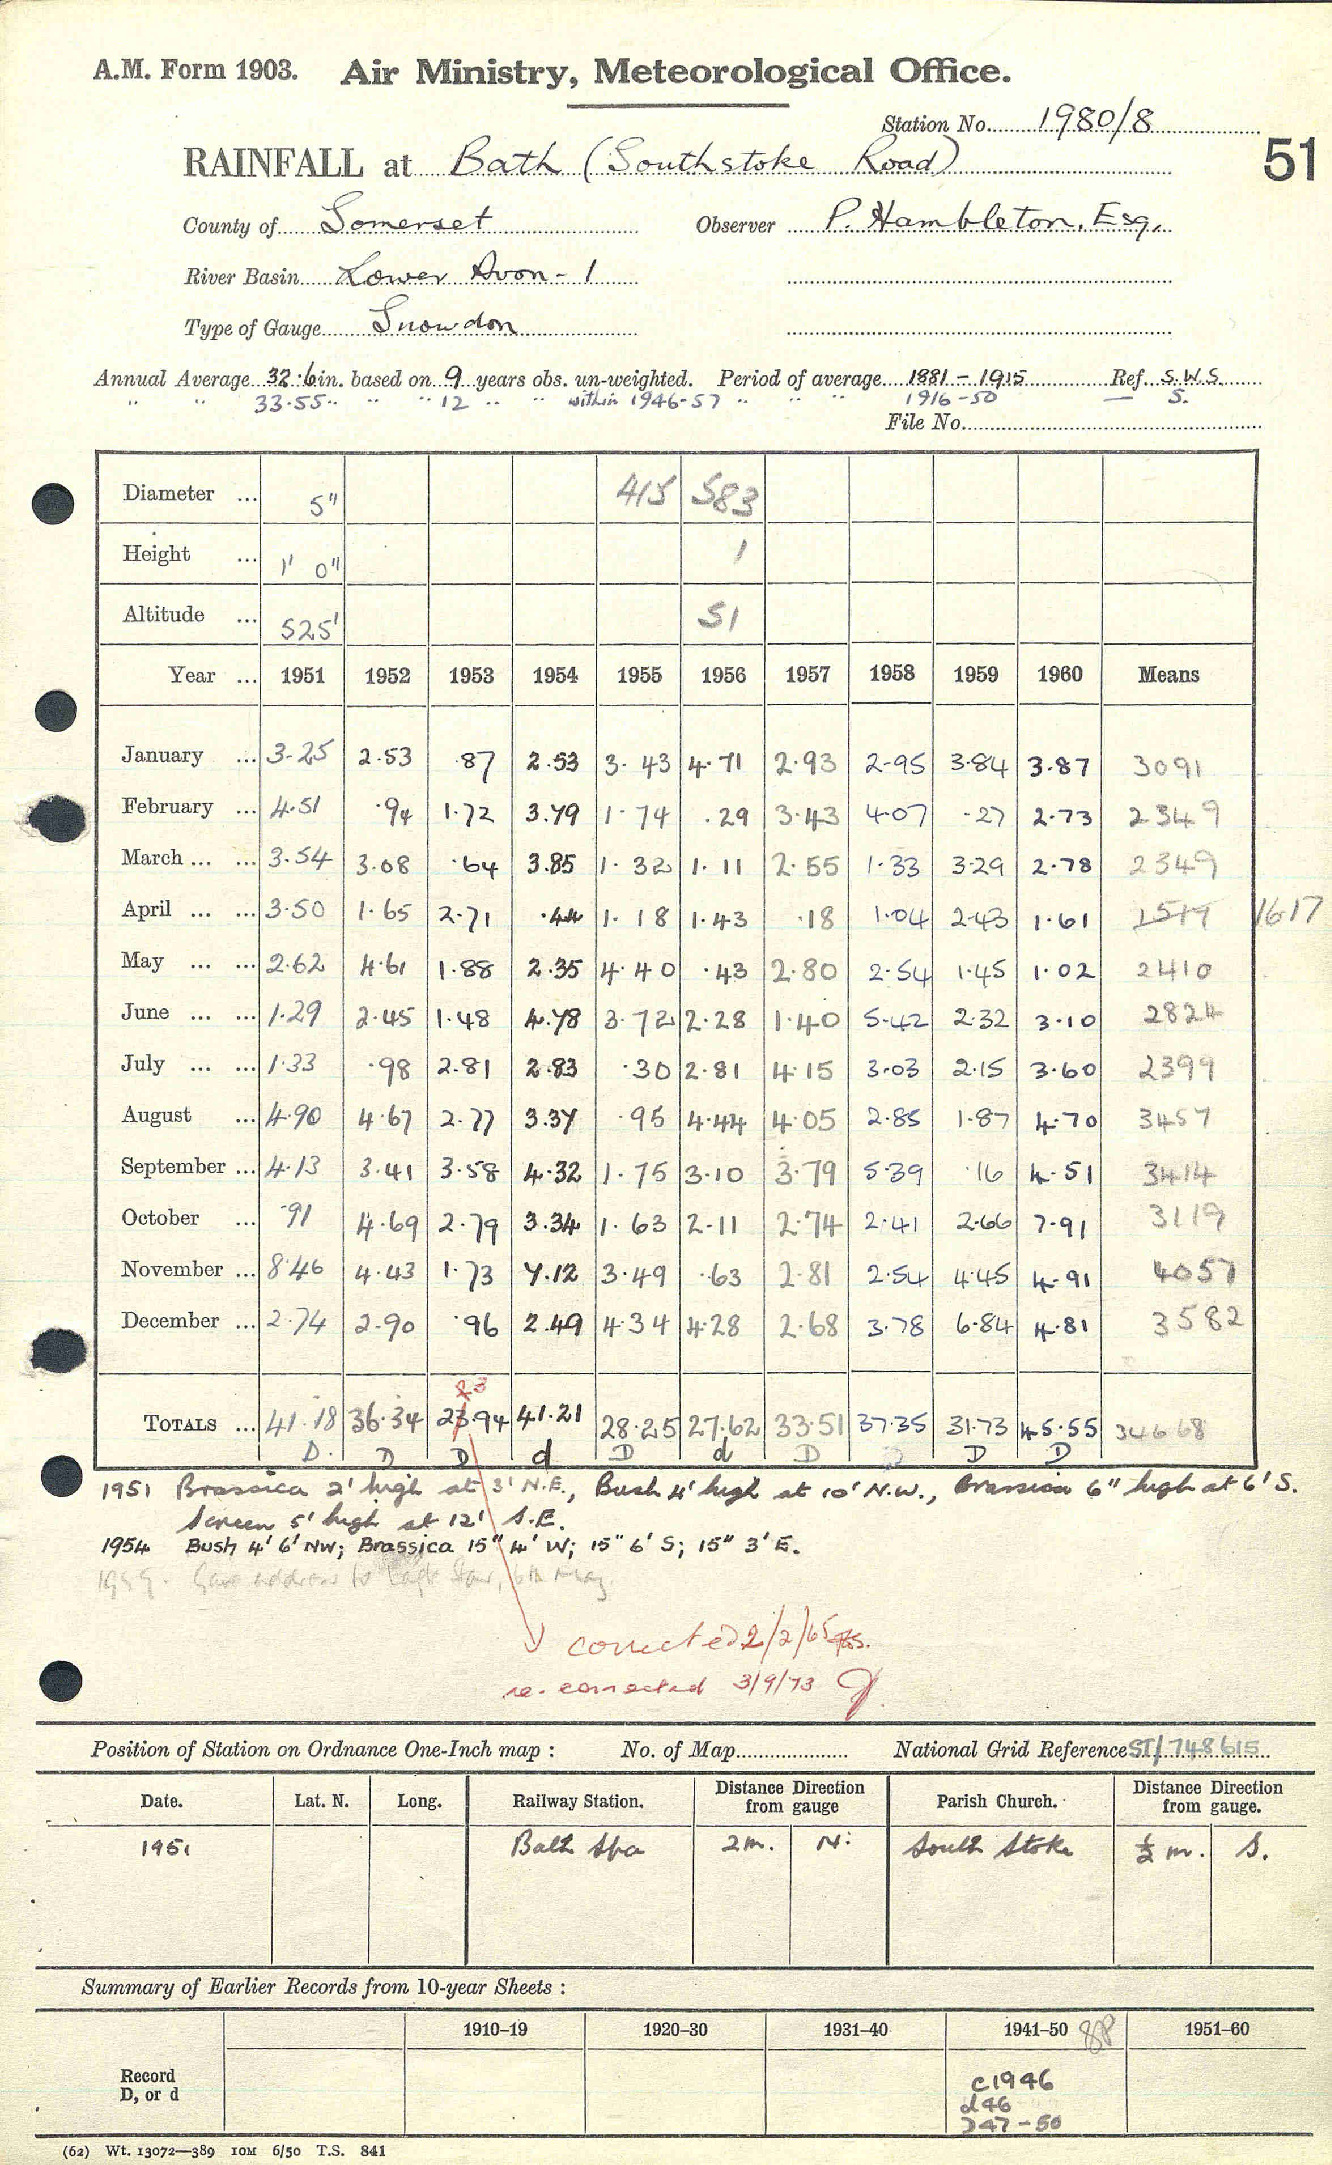 A.M. Form 1903. Air Ministry, Meteorological Office.
Station No. 1980/8
51
RAINFALL at Bath (Southstoke Road)
County of Somerset Observer P. Hambleton, Esq.
River Basin Lower Avon - 1
Type of Gauge Snowdon
Annual Average 32.6 in. based on 9 years obs. un-weighted. Period of average 1881 - 1915 Ref. S.W.S.
" " 33.55 " " " 12 " " within 1946-57 " " " 1916-50 — S.
File No.
Diameter ... 5" 415 583
Height ... 1' 0" 1
Altitude ... 525' 51
Year ... 1951 1952 1953 1954 1955 1956 1957 1958 1959 1960 Means
January ... 3.25 2.53 .87 2.53 3.43 4.71 2.93 2.95 3.84 3.87 3091
February ... 4.51 .94 1.72 3.79 1.74 .29 3.43 4.07 .27 2.73 2349
March ... ... 3.54 3.08 .64 3.85 1.32 1.11 2.55 1.33 3.29 2.78 2349
April ... ... 3.50 1.65 2.71 .44 1.18 1.43 .18 1.04 2.43 1.61 1517 1617
May ... ... 2.62 4.61 1.88 2.35 4.40 .43 2.80 2.54 1.45 1.02 2410
June ... ... 1.29 2.45 1.48 4.78 3.72 2.28 1.40 5.42 2.32 3.10 2824
July ... ... 1.33 .98 2.81 2.83 .30 2.81 4.15 3.03 2.15 3.60 2399
August ... 4.90 4.67 2.77 3.37 .95 4.44 4.05 2.85 1.87 4.70 3457
September ... 4.13 3.41 3.58 4.32 1.75 3.10 3.79 5.39 .16 4.51 3414
October ... .91 4.69 2.79 3.34 1.63 2.11 2.74 2.41 2.66 7.91 3119
November ... 8.46 4.43 1.73 7.12 3.49 .63 2.81 2.54 4.45 4.91 4057
December ... 2.74 2.90 .96 2.49 4.34 4.28 2.68 3.78 6.84 4.81 3582
23
TOTALS ... 41.18 36.34 23.94 41.21 28.25 27.62 33.51 37.35 31.73 45.55 34668
D. D D d D d D D D D
1951 Brassica 2' high at 3' N.E., Bush 4' high at 10' N.W., Brassica 6" high at 6' S.
Screen 5' high at 12' S.E.
1954 Bush 4' 6' NW; Brassica 15" 4' W; 15" 6' S; 15" 3' E.
1959. Gave address to
corrected 2/2/65
re-corrected 3/9/73
Position of Station on Ordnance One-Inch map : No. of Map National Grid Reference ST/748615
Date. Lat. N. Long. Railway Station. Distance Direction from gauge Parish Church. Distance Direction from gauge.
1951 Bath Spa 2m. N. South Stoke ½ m. S.
Summary of Earlier Records from 10-year Sheets :
1910–19 1920–30 1931–40 1941–50 1951–60
Record
D, or d
c1946
d46
D47-50
(62) Wt. 13072—389 10M 6/50 T.S. 841